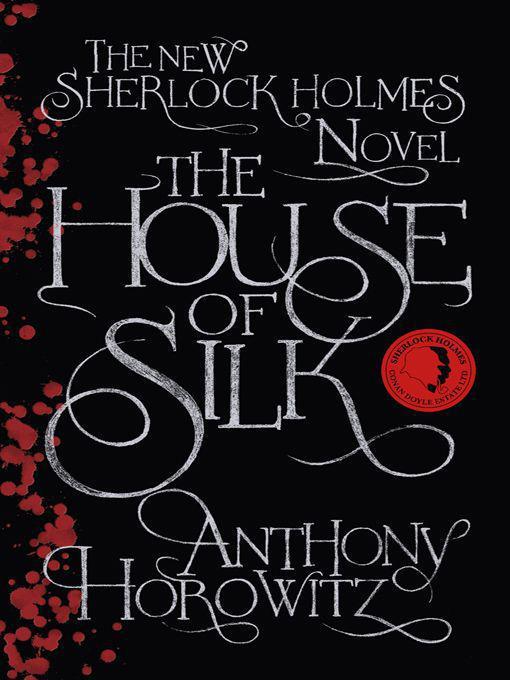 THE NEW
SHERLOCK HOLMES
NOVEL
THE
HOUSE
OF
SILK
SHERLOCK HOLMES
CONAN DOYLE ESTATE LTD
ANTHONY
HOROWITZ